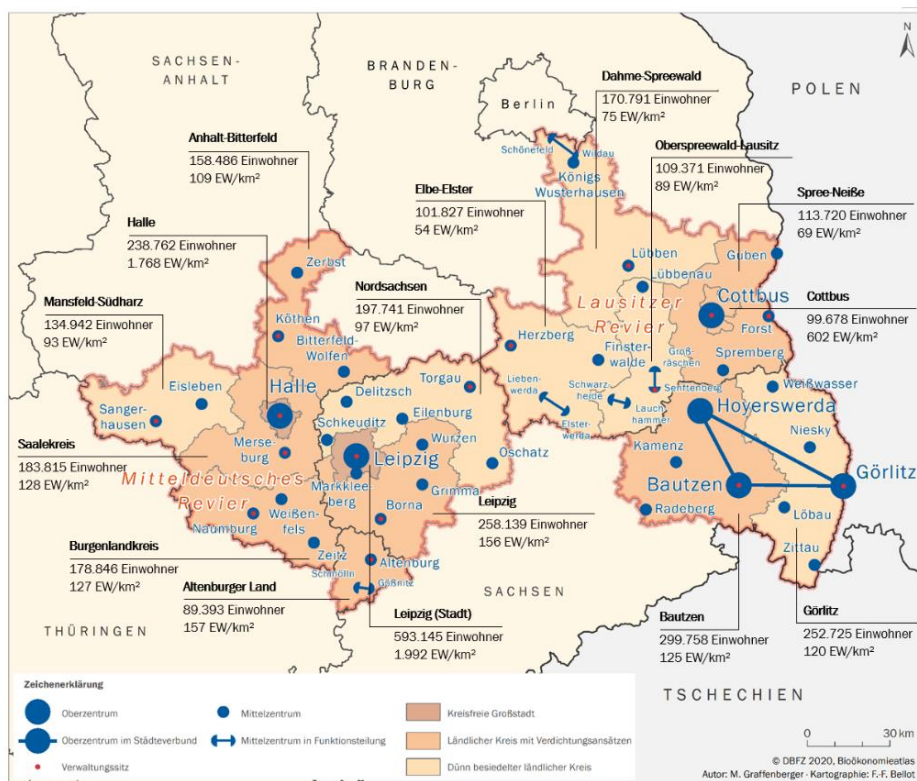 N
SACHSEN-
ANHALT
BRANDEN-
BURG
Berlin
POLEN
Dahme-Spreewald
170.791 Einwohner
75 EW/km²
Anhalt-Bitterfeld
158.486 Einwohner
109 EW/km²
Schönefeld
Wildau
Königs
Wusterhausen
Oberspreewald-Lausitz
109.371 Einwohner
89 EW/km²
Elbe-Elster
101.827 Einwohner
54 EW/km²
Spree-Neiße
113.720 Einwohner
69 EW/km²
Halle
238.762 Einwohner
1.768 EW/km²
Zerbst
Lübben
Lübbenau
Guben
Nordsachsen
197.741 Einwohner
97 EW/km²
Mansfeld-Südharz
134.942 Einwohner
93 EW/km²
Lausitzer
Revier
Cottbus
Cottbus
99.678 Einwohner
602 EW/km²
Köthen
Bitterfeld-
Wolfen
Herzberg
Finster-
walde
Groß-
räschen
Forst
Spremberg
Eisleben
Sanger-
hausen
Halle
Delitzsch
Torgau
Lieben-
werda
Schwarz-
heide
Senftenberg
Weißwasser
Schkeuditz
Eilenburg
Lauch-
hammer
Hoyerswerda
Elster-
werda
Wurzen
Merse-
burg
Niesky
Saalekreis
183.815 Einwohner
128 EW/km²
Leipzig
Oschatz
Kamenz
Mitteldeutsches
Revier
Markklee-
berg
Grimma
Bautzen
Görlitz
Weißen-
fels
Naumburg
Borna
Leipzig
258.139 Einwohner
156 EW/km²
Radeberg
Löbau
Burgenlandkreis
178.846 Einwohner
127 EW/km²
Zeitz
Altenburg
Zittau
Schmölln
Gößnitz
Altenburger Land
89.393 Einwohner
157 EW/km²
SACHSEN
THÜRINGEN
Leipzig (Stadt)
593.145 Einwohner
1.992 EW/km²
Bautzen
299.758 Einwohner
125 EW/km²
Görlitz
252.725 Einwohner
120 EW/km²
TSCHECHIEN
Zeichenerklärung
Oberzentrum
Mittelzentrum
Kreisfreie Großstadt
Oberzentrum im Städteverbund
Mittelzentrum in Funktionsteilung
Ländlicher Kreis mit Verdichtungsansätzen
Verwaltungssitz
Dünn besiedelter ländlicher Kreis
0 30 km
© DBFZ 2020, Bioökonomieatlas
Autor: M. Graffenberger · Kartographie: F.-F. Bellot